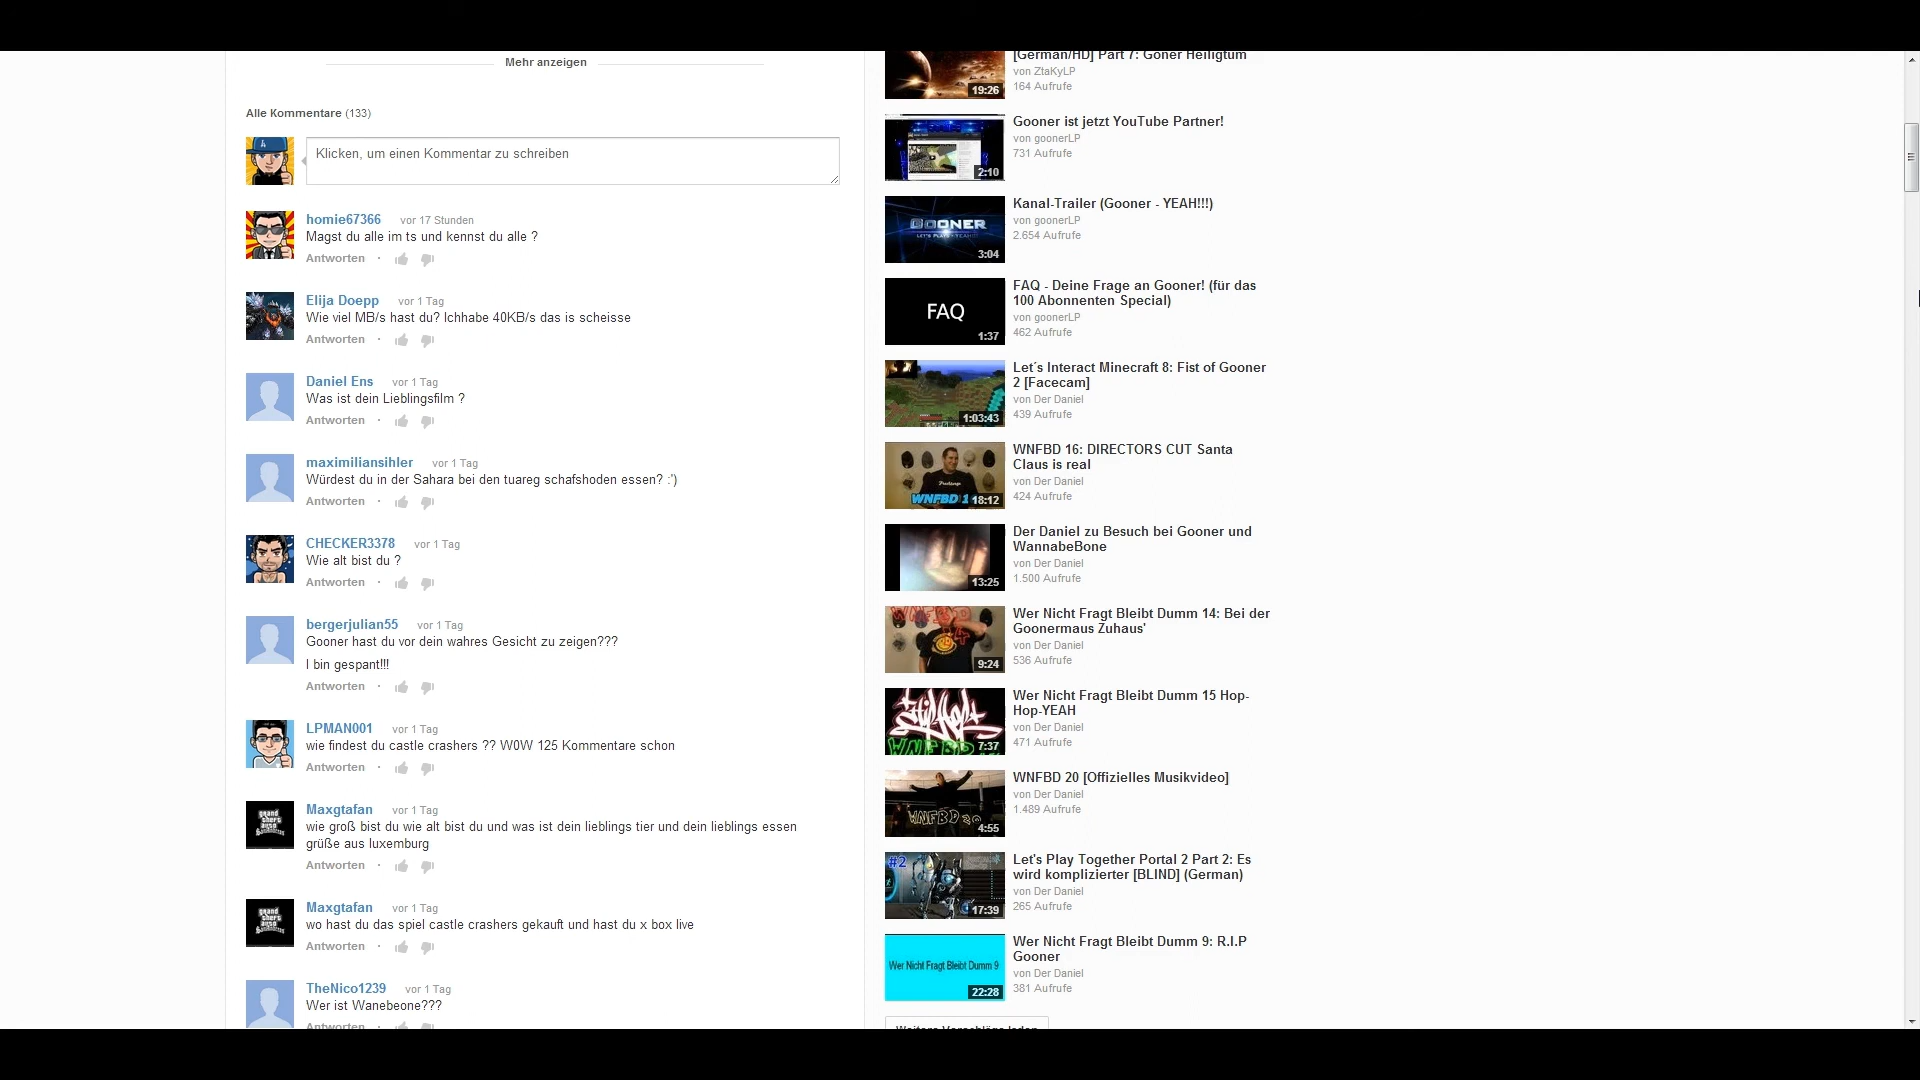 Mehr anzeigen
Alle Kommentare (133)
Klicken, um einen Kommentar zu schreiben
homie67366 vor 17 Stunden
Magst du alle im ts und kennst du alle ?
Antworten ·
Elija Doepp vor 1 Tag
Wie viel MB/s hast du? Ichhabe 40KB/s das is scheisse
Antworten ·
Daniel Ens vor 1 Tag
Was ist dein Lieblingsfilm ?
Antworten ·
maximiliansihler vor 1 Tag
Würdest du in der Sahara bei den tuareg schafshoden essen? :')
Antworten ·
CHECKER3378 vor 1 Tag
Wie alt bist du ?
Antworten ·
bergerjulian55 vor 1 Tag
Gooner hast du vor dein wahres Gesicht zu zeigen???
I bin gespant!!!
Antworten ·
LPMAN001 vor 1 Tag
wie findest du castle crashers ?? W0W 125 Kommentare schon
Antworten ·
Maxgtafan vor 1 Tag
wie groß bist du wie alt bist du und was ist dein lieblings tier und dein lieblings essen
grüße aus luxemburg
Antworten ·
Maxgtafan vor 1 Tag
wo hast du das spiel castle crashers gekauft und hast du x box live
Antworten ·
TheNico1239 vor 1 Tag
Wer ist Wanebeone???
Antworten ·
[German/HD] Part 7: Goner Heiligtum
von ZtaKyLP
164 Aufrufe
19:26
Gooner ist jetzt YouTube Partner!
von goonerLP
731 Aufrufe
2:10
Kanal-Trailer (Gooner - YEAH!!!)
von goonerLP
2.654 Aufrufe
GOONER
3:04
FAQ - Deine Frage an Gooner! (für das
100 Abonnenten Special)
von goonerLP
462 Aufrufe
FAQ
1:37
Let´s Interact Minecraft 8: Fist of Gooner
2 [Facecam]
von Der Daniel
439 Aufrufe
1:03:43
WNFBD 16: DIRECTORS CUT Santa
Claus is real
von Der Daniel
424 Aufrufe
WNFBD 1
18:12
Der Daniel zu Besuch bei Gooner und
WannabeBone
von Der Daniel
1.500 Aufrufe
13:25
Wer Nicht Fragt Bleibt Dumm 14: Bei der
Goonermaus Zuhaus'
von Der Daniel
536 Aufrufe
WNFBD
14
9:24
Wer Nicht Fragt Bleibt Dumm 15 Hop-
Hop-YEAH
von Der Daniel
471 Aufrufe
WNFBD
7:37
WNFBD 20 [Offizielles Musikvideo]
von Der Daniel
1.489 Aufrufe
WNFBD 20
4:55
Let's Play Together Portal 2 Part 2: Es
wird komplizierter [BLIND] (German)
von Der Daniel
265 Aufrufe
#2
17:39
Wer Nicht Fragt Bleibt Dumm 9: R.I.P
Gooner
von Der Daniel
381 Aufrufe
Wer Nicht Fragt Bleibt Dumm 9
22:28
Weitere Vorschläge laden